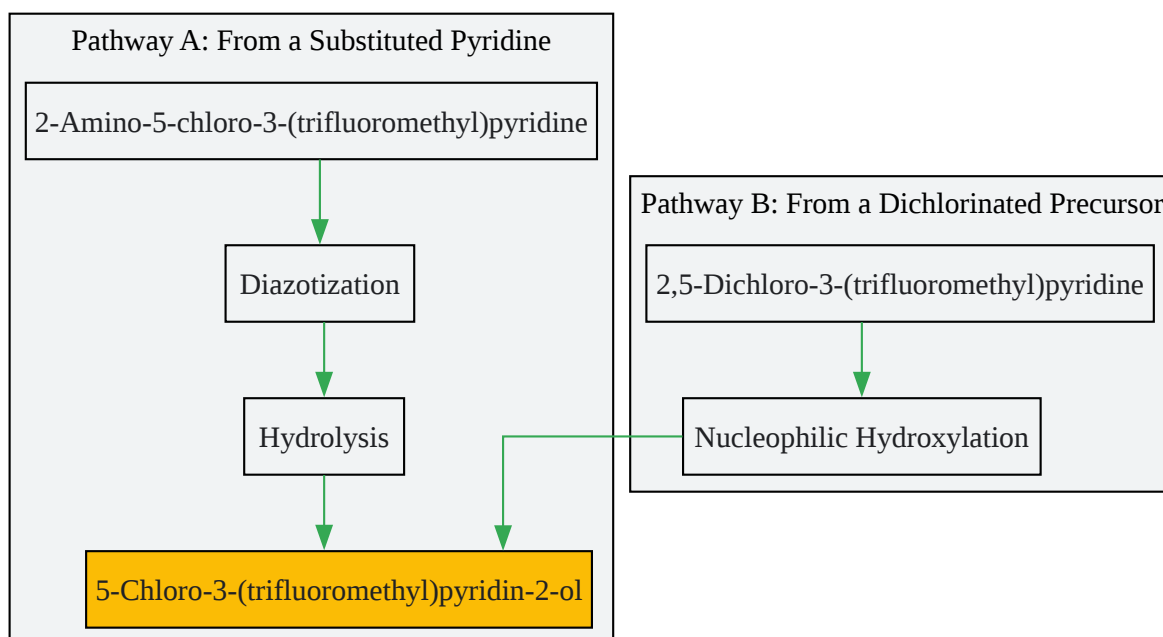 Pathway A: From a Substituted Pyridine
2-Amino-5-chloro-3-(trifluoromethyl)pyridine
Diazotization
Hydrolysis
5-Chloro-3-(trifluoromethyl)pyridin-2-ol
Pathway B: From a Dichlorinated Precursor
2,5-Dichloro-3-(trifluoromethyl)pyridine
Nucleophilic Hydroxylation